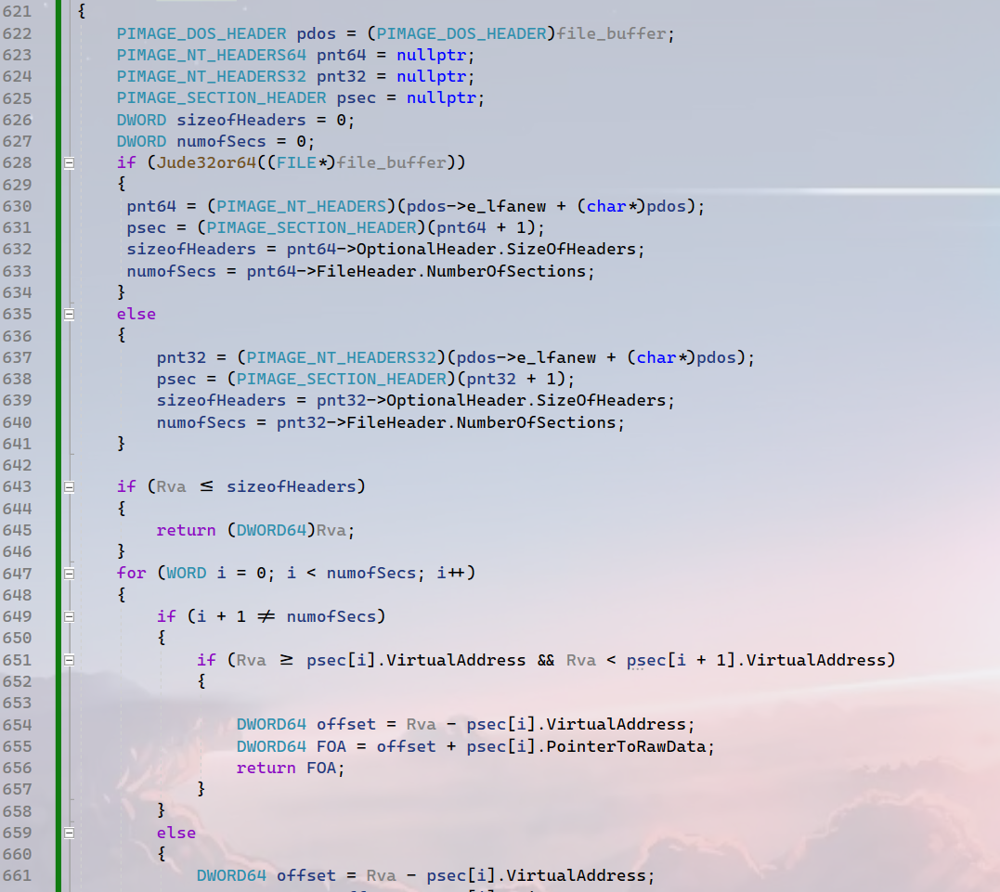 621 {
622 PIMAGE_DOS_HEADER pdos = (PIMAGE_DOS_HEADER)file_buffer;
623 PIMAGE_NT_HEADERS64 pnt64 = nullptr;
624 PIMAGE_NT_HEADERS32 pnt32 = nullptr;
625 PIMAGE_SECTION_HEADER psec = nullptr;
626 DWORD sizeofHeaders = 0;
627 DWORD numofSecs = 0;
628 if (Jude32or64((FILE*)file_buffer))
629 {
630 pnt64 = (PIMAGE_NT_HEADERS)(pdos->e_lfanew + (char*)pdos);
631 psec = (PIMAGE_SECTION_HEADER)(pnt64 + 1);
632 sizeofHeaders = pnt64->OptionalHeader.SizeOfHeaders;
633 numofSecs = pnt64->FileHeader.NumberOfSections;
634 }
635 else
636 {
637 pnt32 = (PIMAGE_NT_HEADERS32)(pdos->e_lfanew + (char*)pdos);
638 psec = (PIMAGE_SECTION_HEADER)(pnt32 + 1);
639 sizeofHeaders = pnt32->OptionalHeader.SizeOfHeaders;
640 numofSecs = pnt32->FileHeader.NumberOfSections;
641 }
642
643 if (Rva ≤ sizeofHeaders)
644 {
645 return (DWORD64)Rva;
646 }
647 for (WORD i = 0; i < numofSecs; i++)
648 {
649 if (i + 1 ≠ numofSecs)
650 {
651 if (Rva ≥ psec[i].VirtualAddress && Rva < psec[i + 1].VirtualAddress)
652 {
653
654 DWORD64 offset = Rva - psec[i].VirtualAddress;
655 DWORD64 FOA = offset + psec[i].PointerToRawData;
656 return FOA;
657 }
658 }
659 else
660 {
661 DWORD64 offset = Rva - psec[i].VirtualAddress;